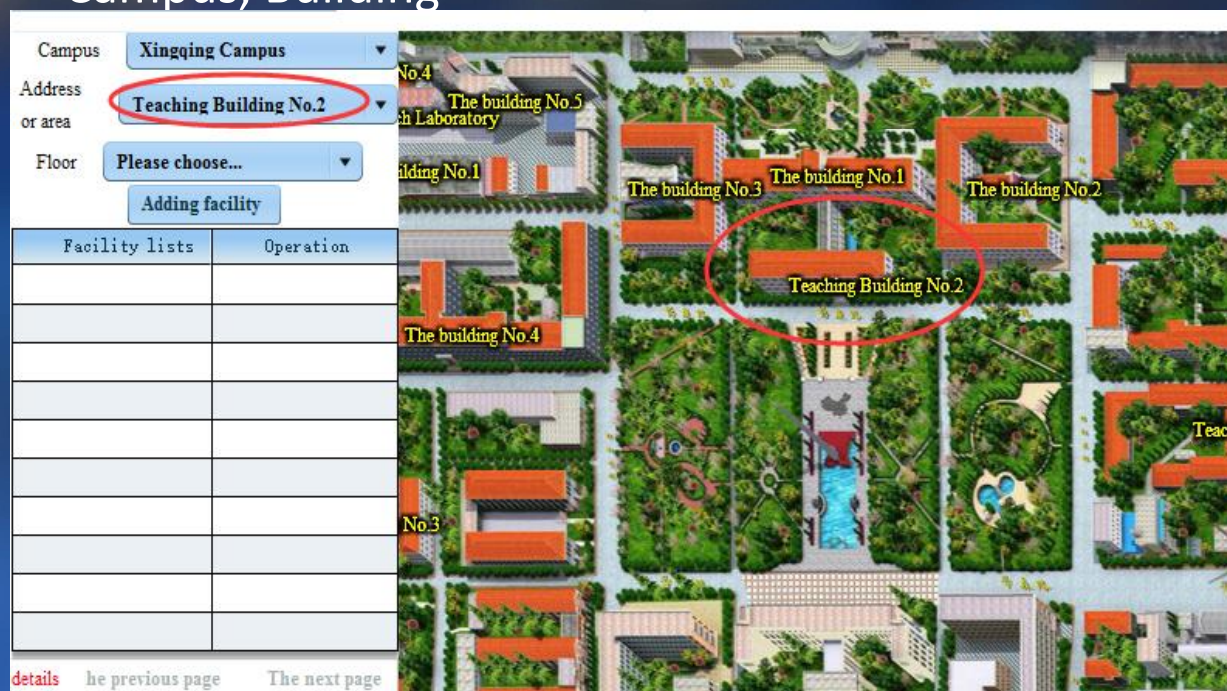 Campus, Building
Campus Xingqing Campus
Address or area Teaching Building No.2
Floor Please choose...
Adding facility
Facility lists Operation
details he previous page The next page
No.4
The building No.5
ch Laboratory
ilding No.1
The building No.3
The building No.1
The building No.2
Teaching Building No.2
The building No.4
Teac
No.3